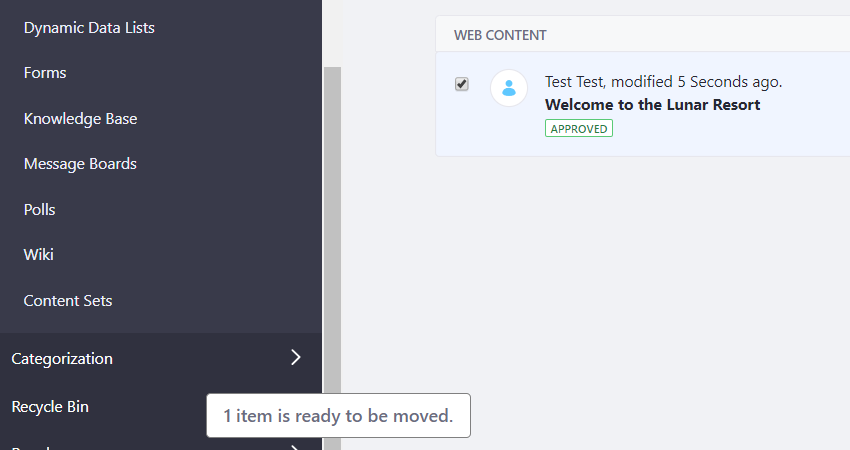 Dynamic Data Lists
Forms
Knowledge Base
Message Boards
Polls
Wiki
Content Sets
Categorization
Recycle Bin
1 item is ready to be moved.
WEB CONTENT
Test Test, modified 5 Seconds ago.
Welcome to the Lunar Resort
APPROVED